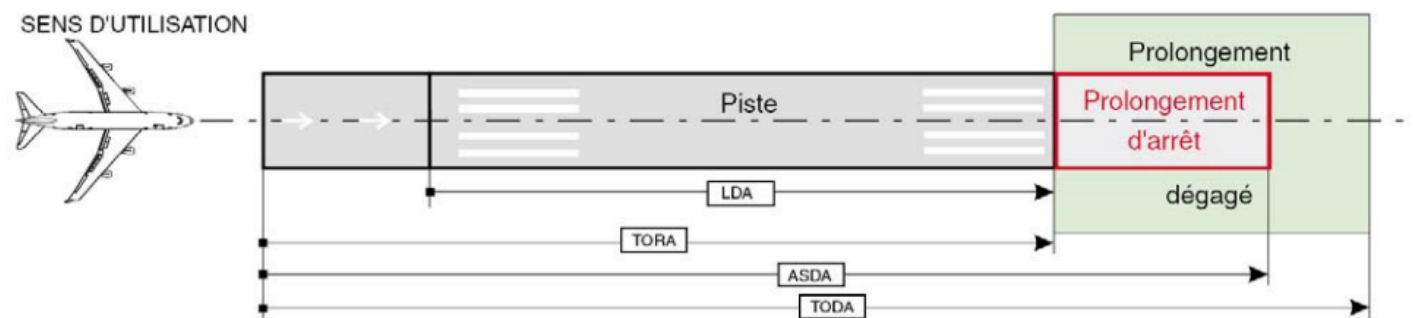 SENS D'UTILISATION
Prolongement
Piste
Prolongement
d'arrêt
dégagé
LDA
TORA
ASDA
TODA